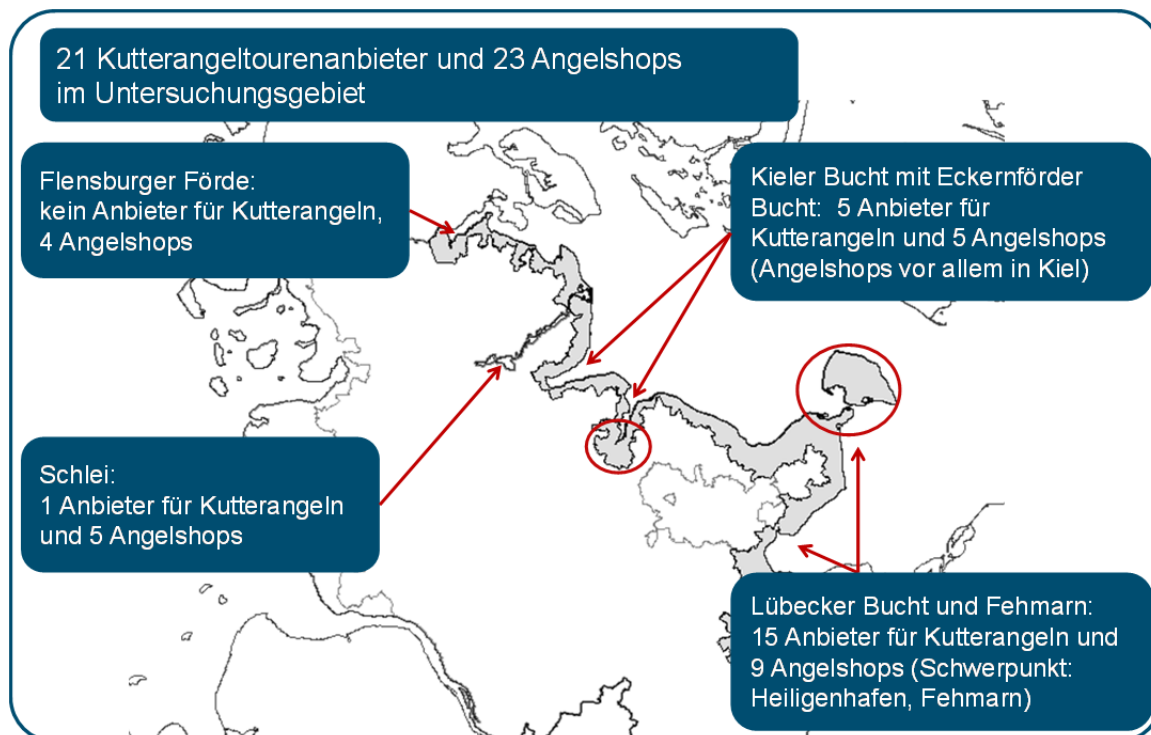 21 Kutterangeltourenanbieter und 23 Angelshops
im Untersuchungsgebiet
Flensburger Förde:
kein Anbieter für Kutterangeln,
4 Angelshops
Kieler Bucht mit Eckernförder
Bucht: 5 Anbieter für
Kutterangeln und 5 Angelshops
(Angelshops vor allem in Kiel)
Schlei:
1 Anbieter für Kutterangeln
und 5 Angelshops
Lübecker Bucht und Fehmarn:
15 Anbieter für Kutterangeln und
9 Angelshops (Schwerpunkt:
Heiligenhafen, Fehmarn)